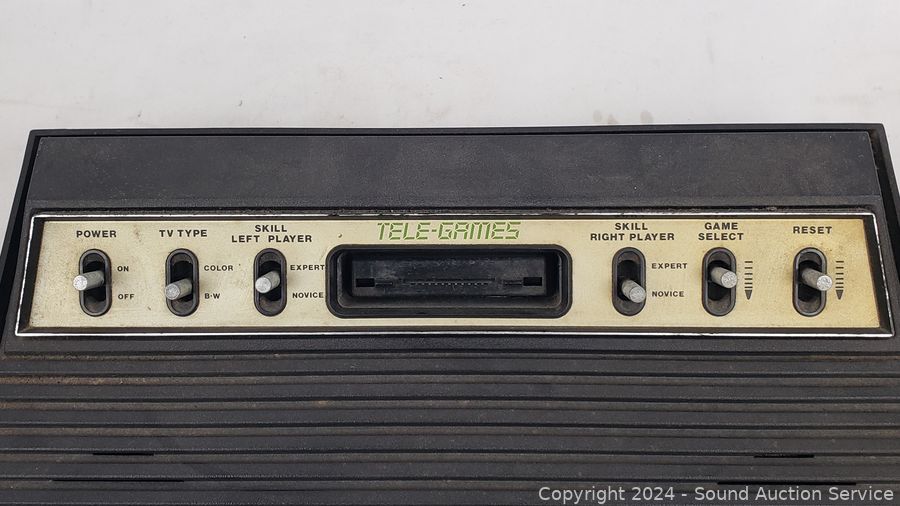 POWER
ON
OFF
TV TYPE
COLOR
B·W
SKILL
LEFT PLAYER
EXPERT
NOVICE
TELE-GAMES
SKILL
RIGHT PLAYER
EXPERT
NOVICE
GAME
SELECT
RESET
Copyright © 2024 - Sound Auction Service